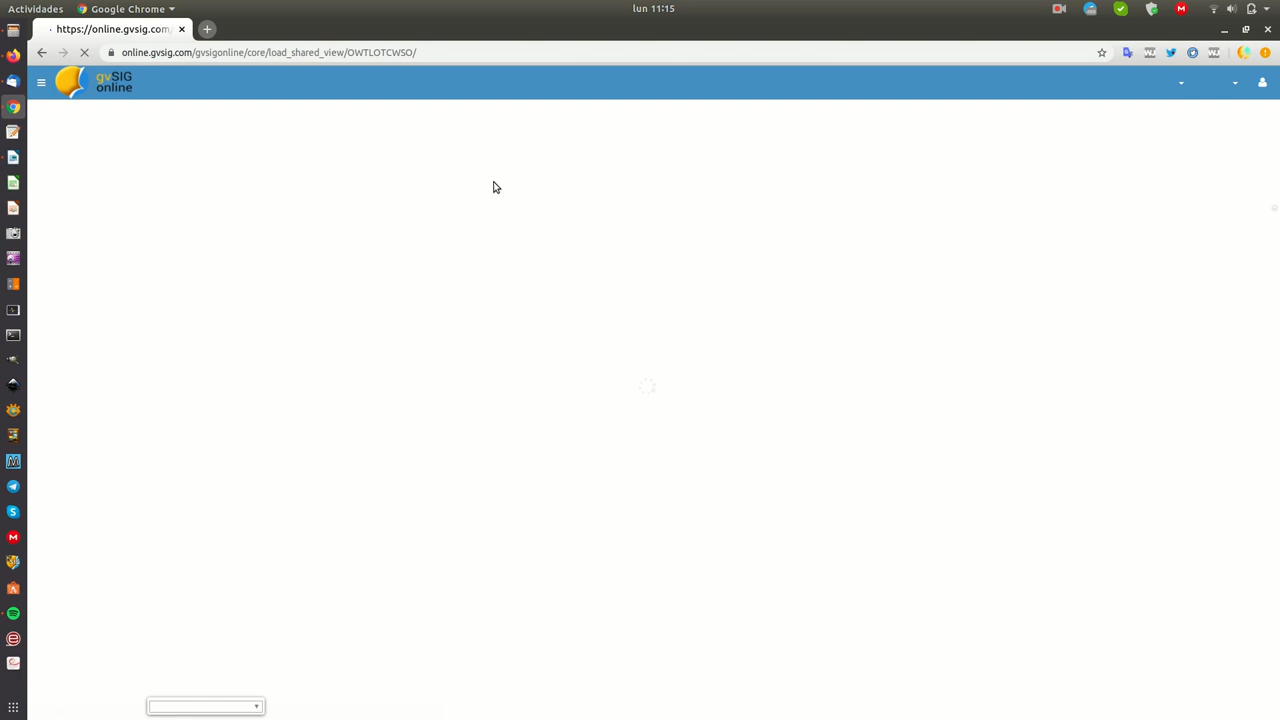 Actividades
Google Chrome
lun 11:15
https://online.gvsig.com/
online.gvsig.com/gvsigonline/core/load_shared_view/OWTLOTCWSO/
gvSIG
online